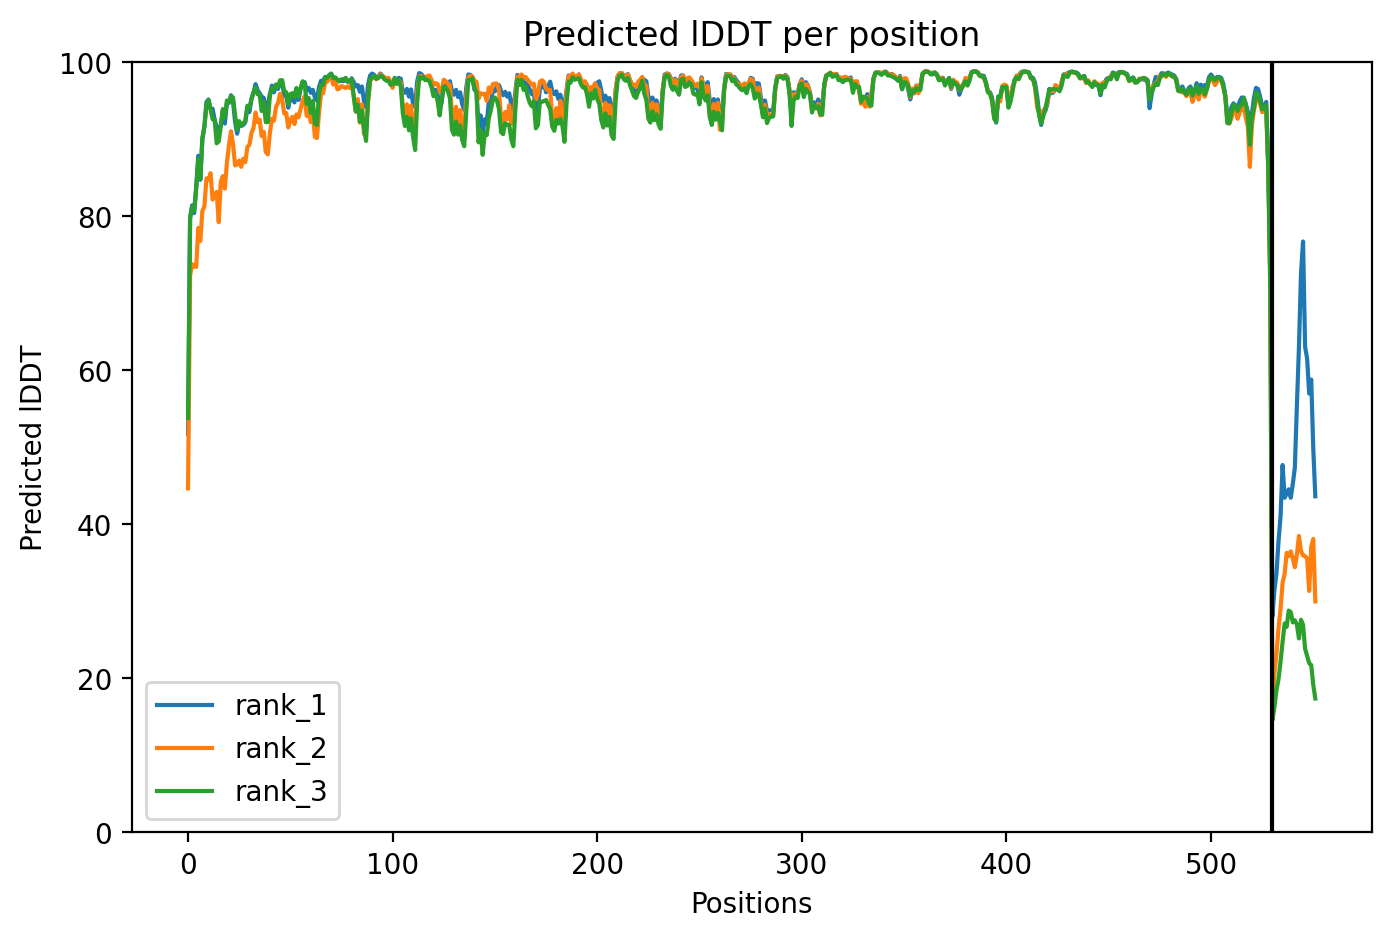 Predicted lDDT per position
100
80
60
40
20
0
Predicted lDDT
rank_1
rank_2
rank_3
0 100 200 300 400 500
Positions